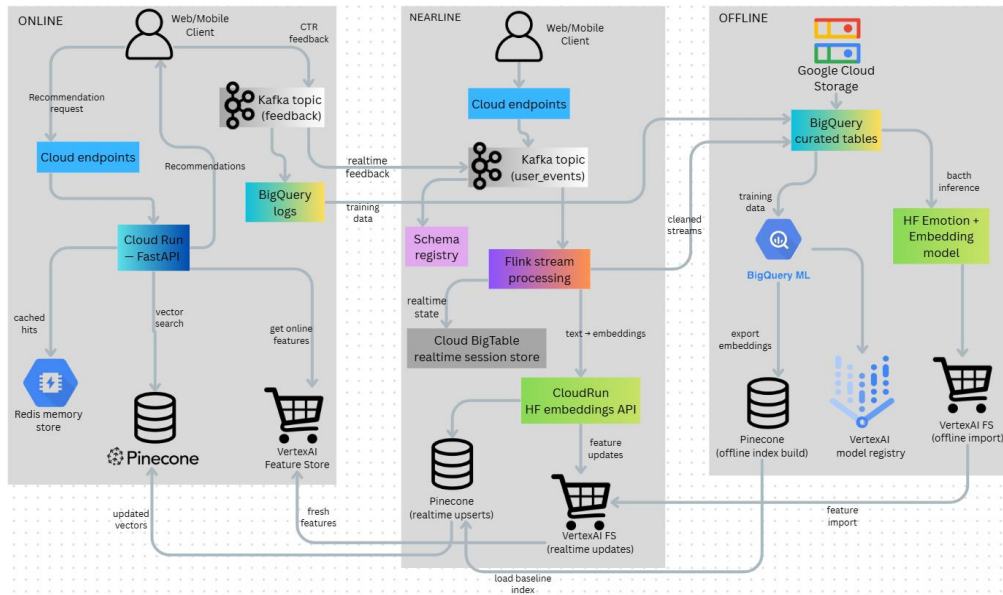 ONLINE
Web/Mobile
Client
CTR
feedback
Recommendation
request
Kafka topic
(feedback)
Cloud endpoints
Recommendations
BigQuery
logs
Cloud Run
— FastAPI
cached
hits
vector
search
get online
features
Redis memory
store
Pinecone
VertexAI
Feature Store
updated
vectors
fresh
features
realtime
feedback
training
data
NEARLINE
Web/Mobile
Client
Cloud endpoints
Kafka topic
(user_events)
Schema
registry
Flink stream
processing
realtime
state
Cloud BigTable
realtime session store
text → embeddings
CloudRun
HF embeddings API
feature
updates
Pinecone
(realtime upserts)
VertexAI FS
(realtime updates)
load baseline
index
cleaned
streams
OFFLINE
Google Cloud
Storage
BigQuery
curated tables
training
data
bacth
inference
BigQuery ML
HF Emotion +
Embedding
model
export
embeddings
Pinecone
(offline index build)
VertexAI
model registry
VertexAI FS
(offline import)
feature
import